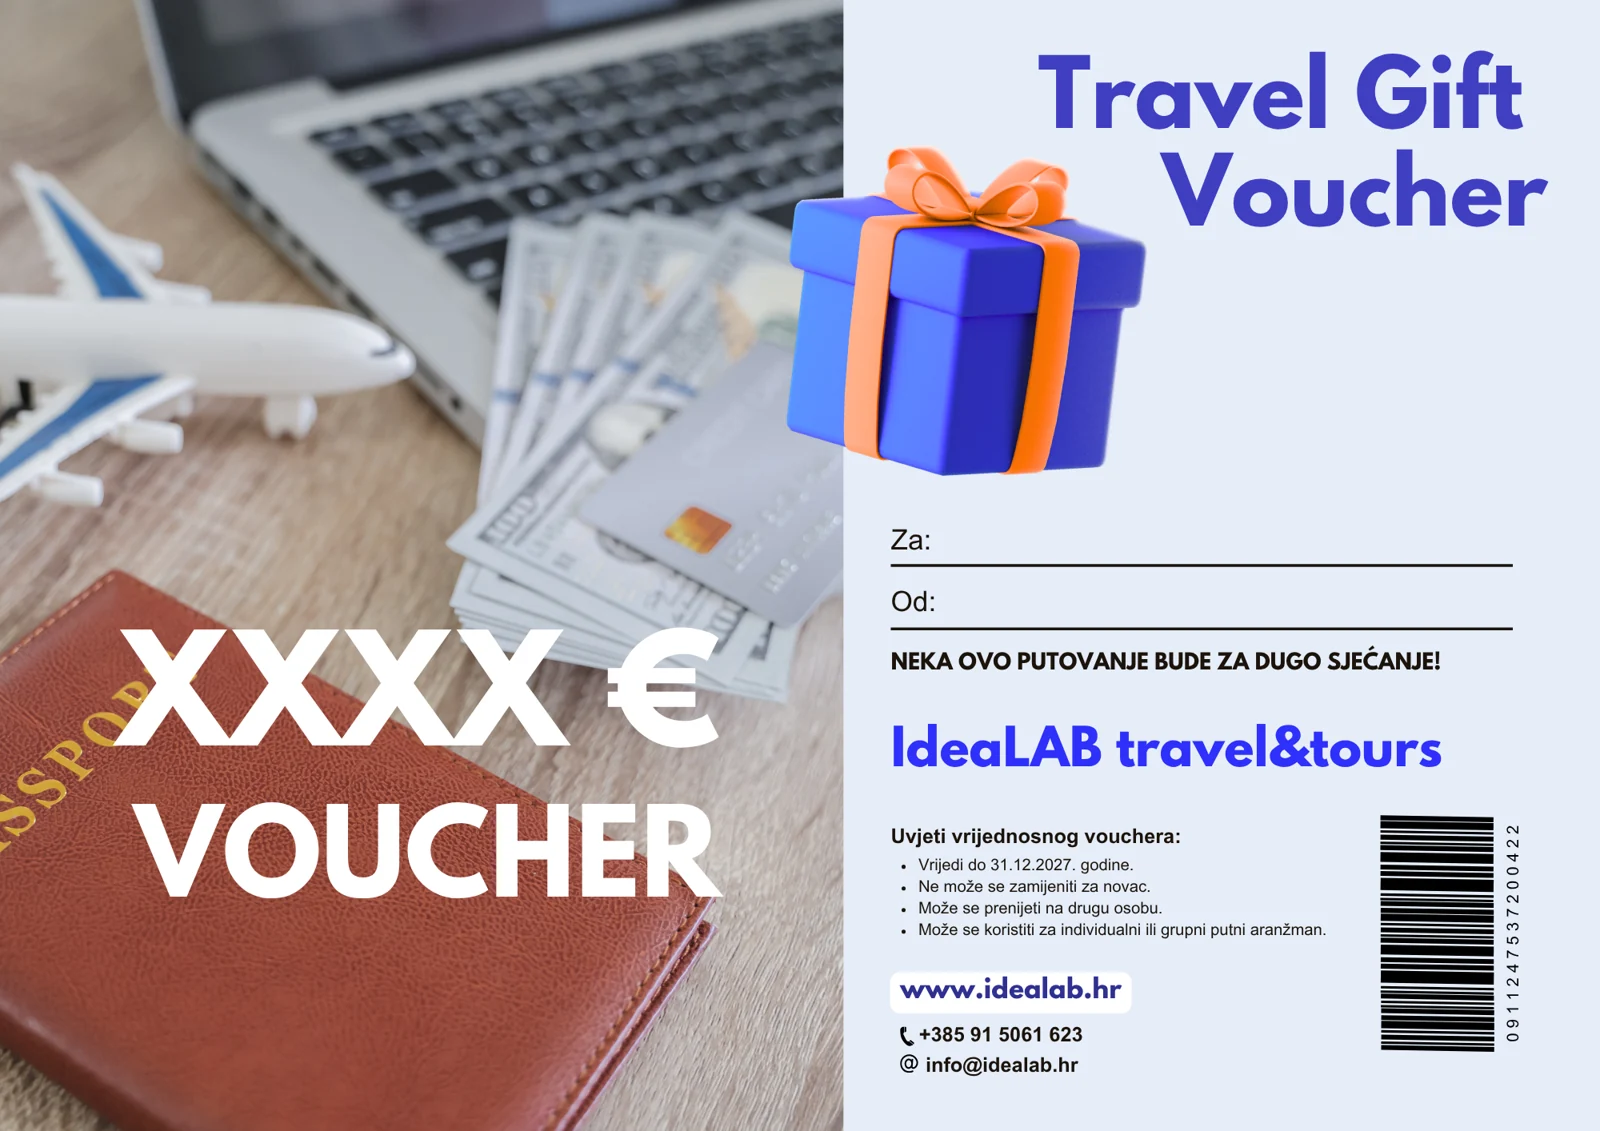 Travel Gift
Voucher
Za:
Od:
NEKA OVO PUTOVANJE BUDE ZA DUGO SJEĆANJE!
IdeaLAB travel&tours
Uvjeti vrijednosnog vouchera:
• Vrijedi do 31.12.2027. godine.
• Ne može se zamijeniti za novac.
• Može se prenijeti na drugu osobu.
• Može se koristiti za individualni ili grupni putni aranžman.
www.idealab.hr
+385 91 5061 623
@ info@idealab.hr
0911247537200422
XXXX €
VOUCHER
100